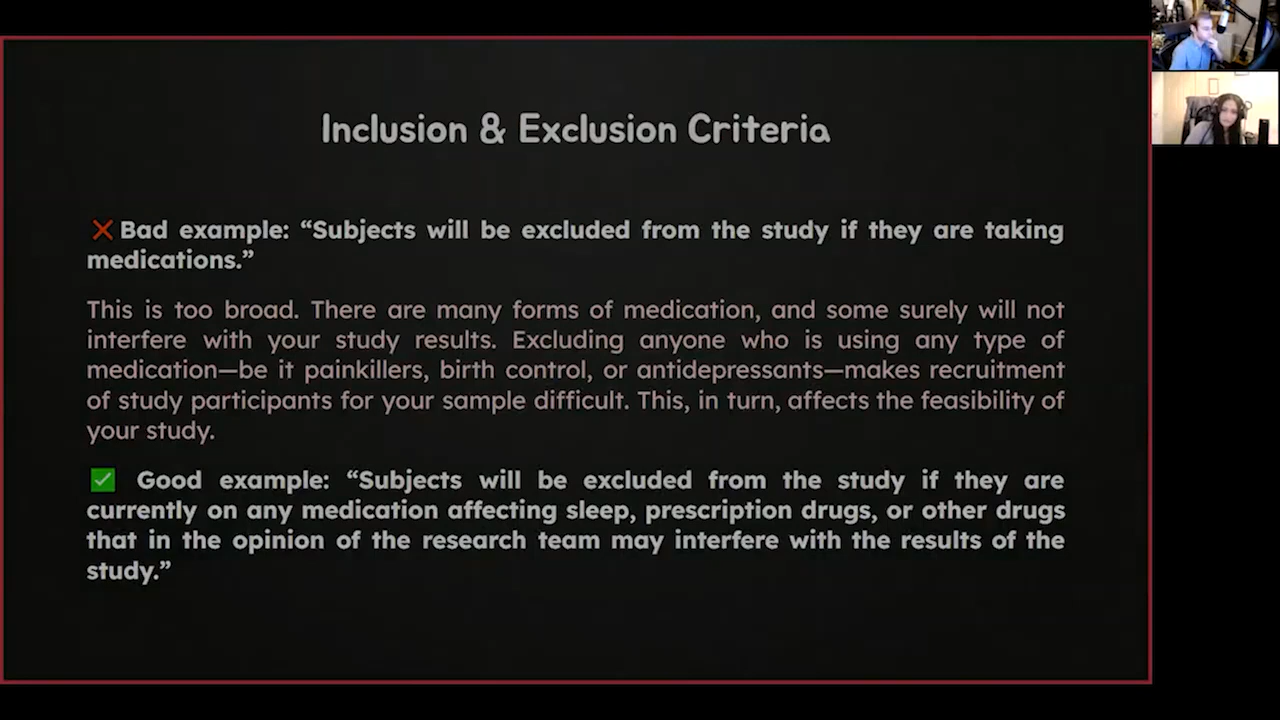 Inclusion & Exclusion Criteria
Bad example: “Subjects will be excluded from the study if they are taking
medications.”
This is too broad. There are many forms of medication, and some surely will not
interfere with your study results. Excluding anyone who is using any type of
medication—be it painkillers, birth control, or antidepressants—makes recruitment
of study participants for your sample difficult. This, in turn, affects the feasibility of
your study.
Good example: “Subjects will be excluded from the study if they are
currently on any medication affecting sleep, prescription drugs, or other drugs
that in the opinion of the research team may interfere with the results of the
study.”